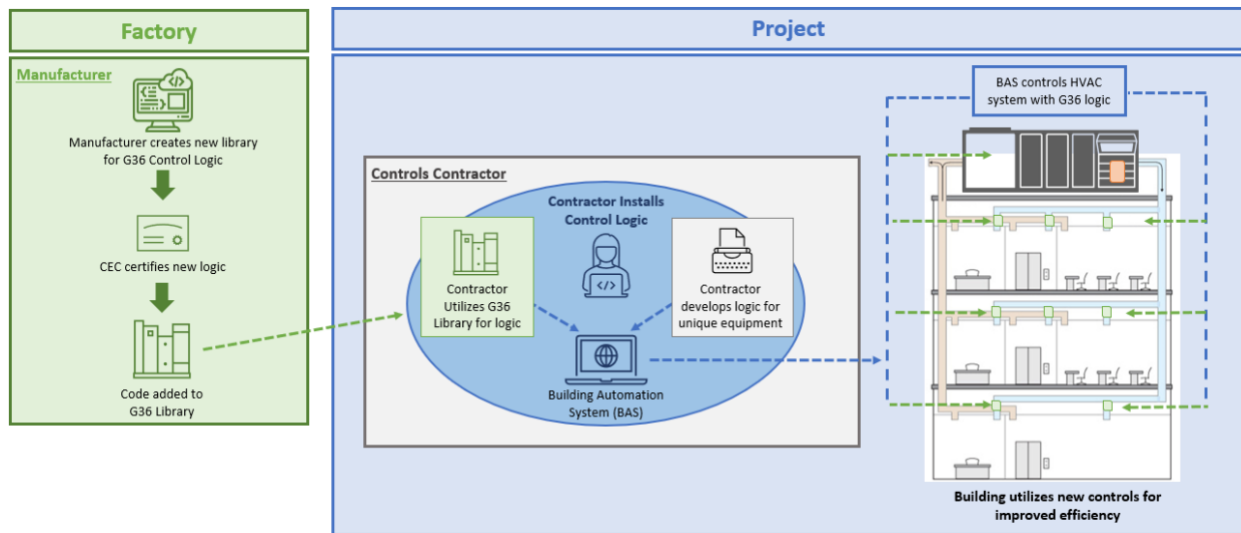 Factory
Manufacturer
Manufacturer creates new library
for G36 Control Logic
CEC certifies new logic
Code added to
G36 Library
Project
Controls Contractor
Contractor Installs
Control Logic
Contractor
Utilizes G36
Library for logic
Contractor
develops logic for
unique equipment
Building Automation
System (BAS)
BAS controls HVAC
system with G36 logic
Building utilizes new controls for
improved efficiency